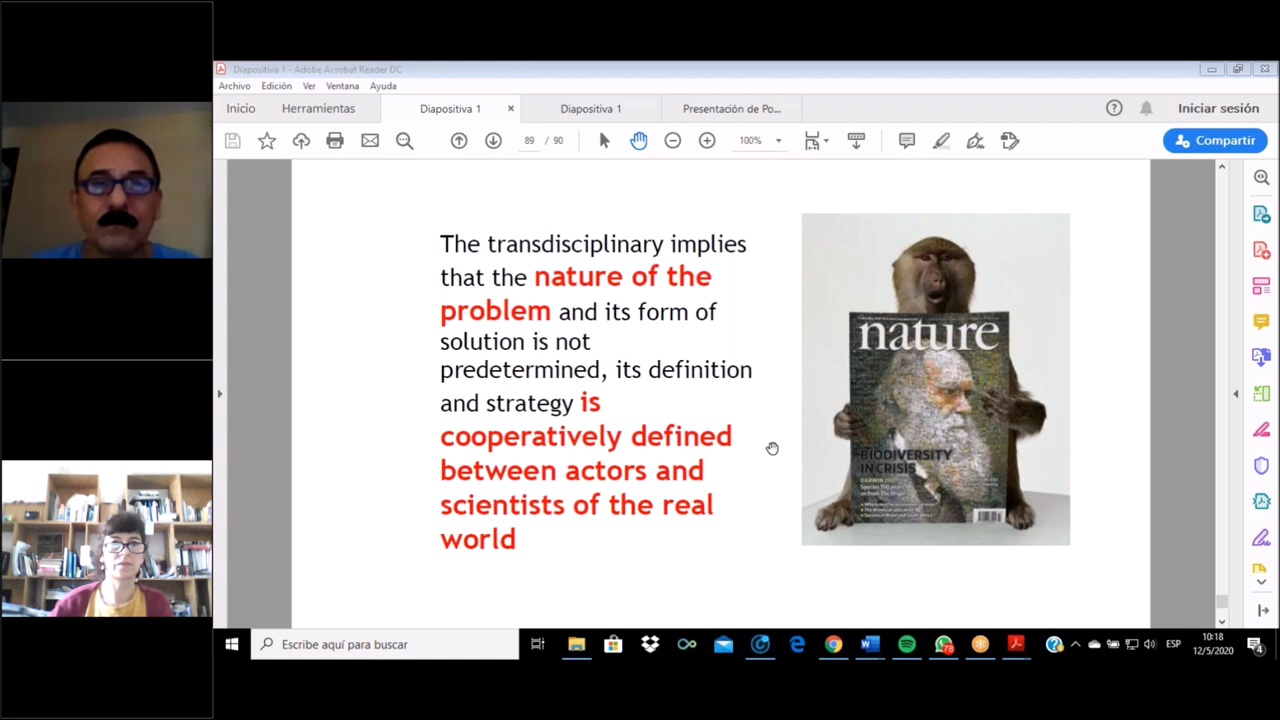 Diapositiva 1 - Adobe Acrobat Reader DC
Archivo Edición Ver Ventana Ayuda
Inicio Herramientas Diapositiva 1 Diapositiva 1 Presentación de Po... Iniciar sesión
89 / 90 100% Compartir
The transdisciplinary implies
that the nature of the
problem and its form of
solution is not
predetermined, its definition
and strategy is
cooperatively defined
between actors and
scientists of the real
world
nature
BIODIVERSITY
IN CRISIS
Escribe aquí para buscar
78
ESP
10:18
12/5/2020
4